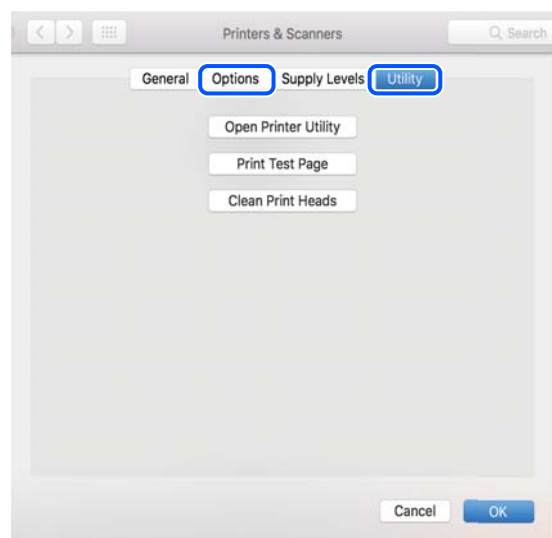 Printers & Scanners Search
General Options Supply Levels Utility
Open Printer Utility
Print Test Page
Clean Print Heads
Cancel OK